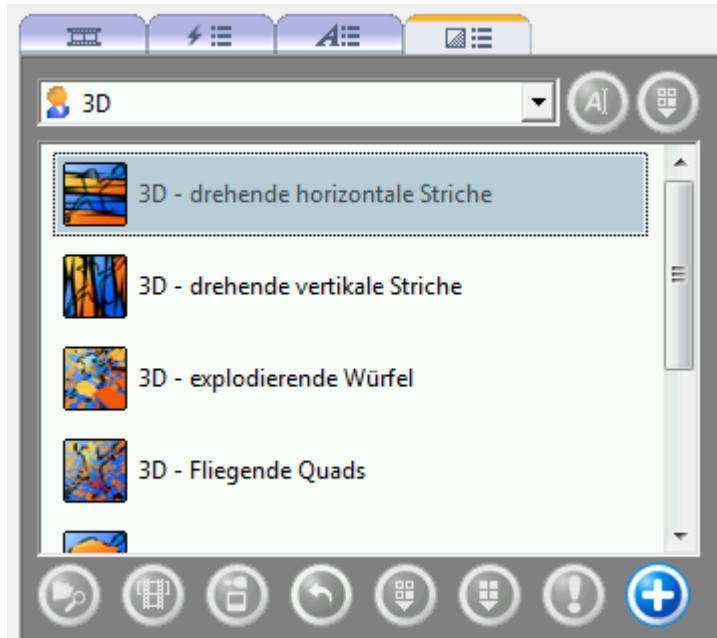 3D
3D - drehende horizontale Striche
3D - drehende vertikale Striche
3D - explodierende Würfel
3D - Fliegende Quads